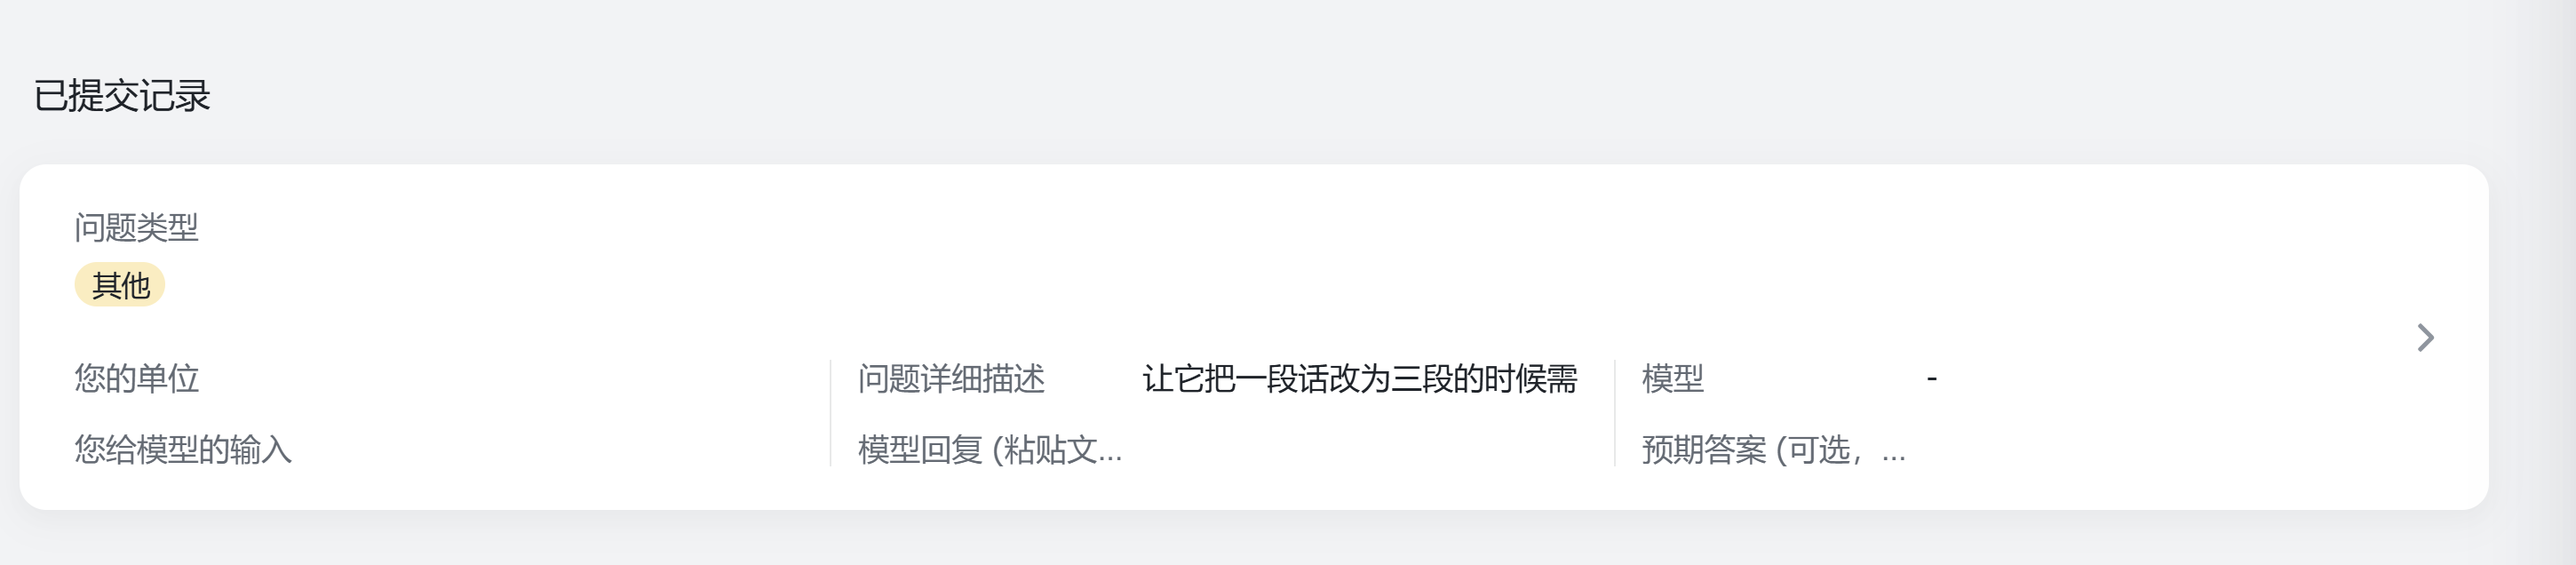 已提交记录
问题类型
其他
您的单位
问题详细描述 让它把一段话改为三段的时候需
模型 -
您给模型的输入
模型回复 (粘贴文...
预期答案 (可选，...